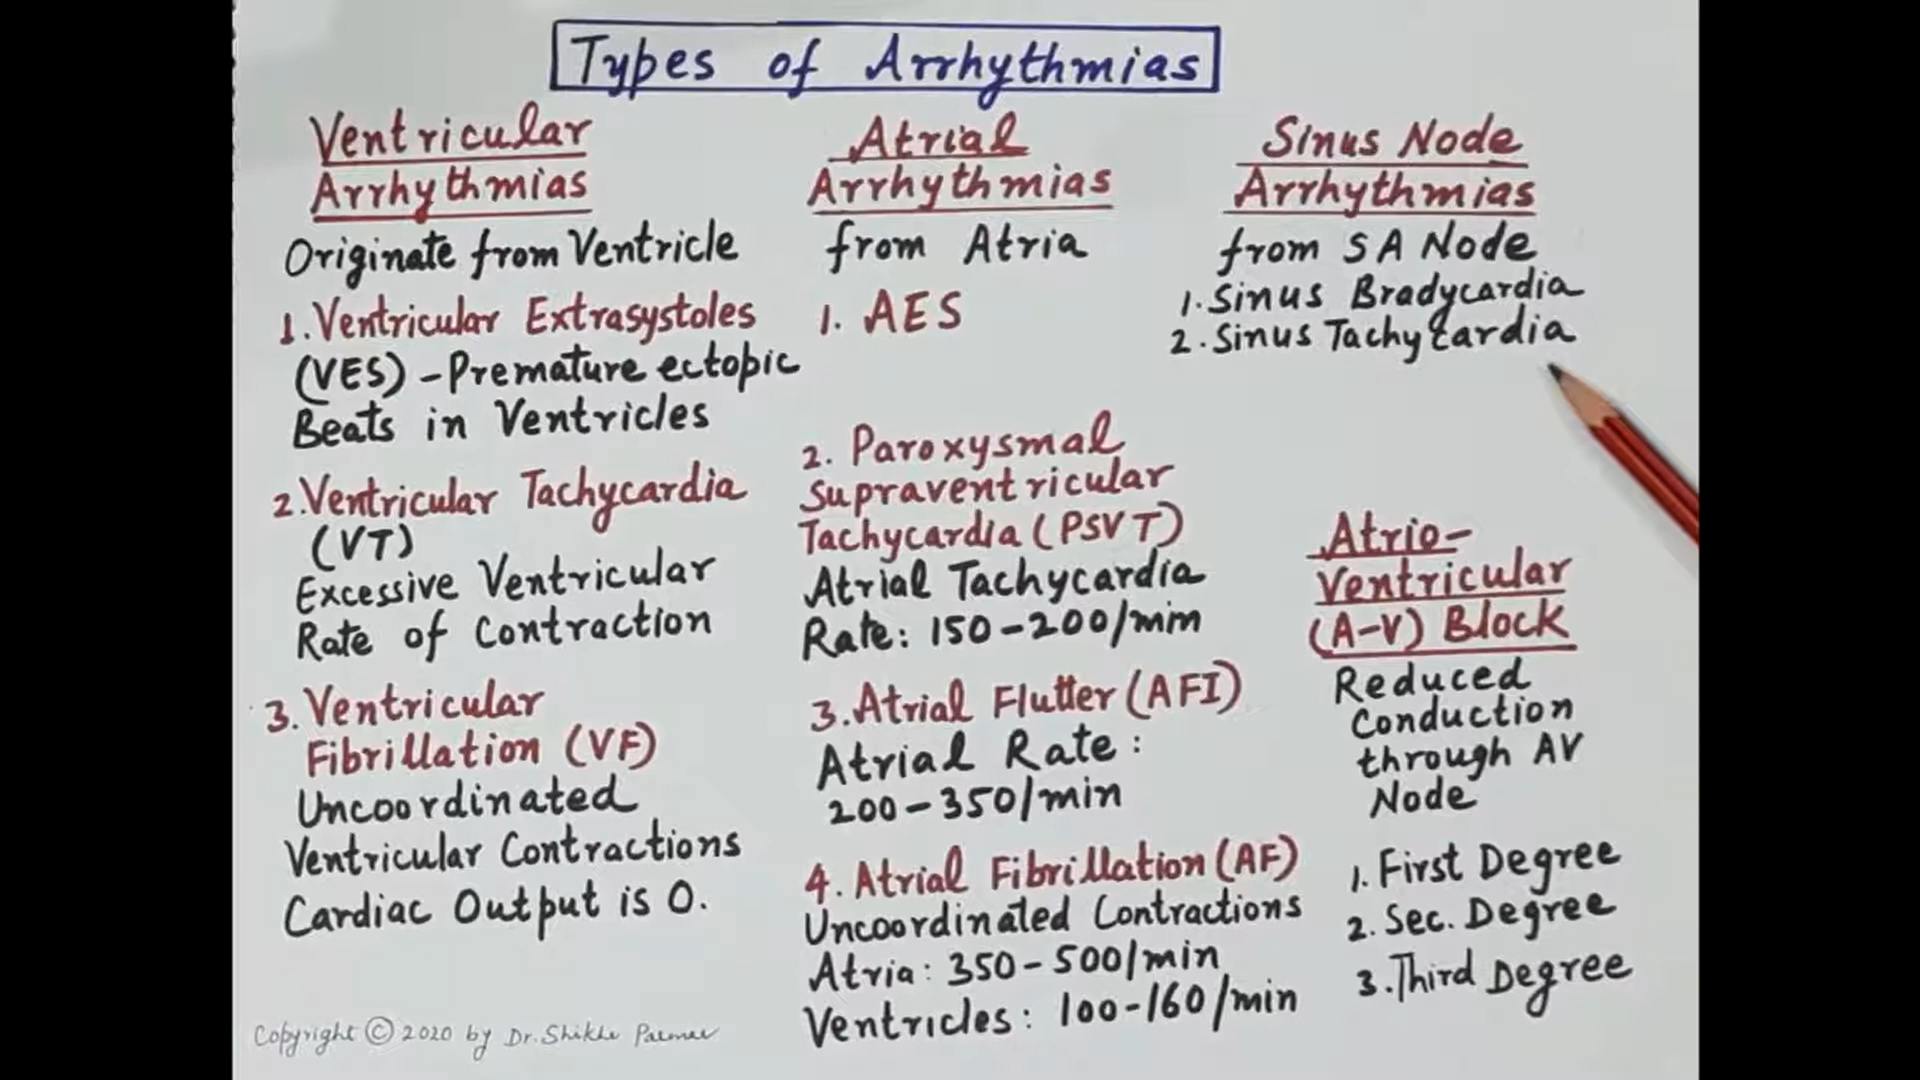 Types of Arrhythmias
Ventricular
Arrhythmias
Originate from Ventricle
1. Ventricular Extrasystoles
(VES) - Premature ectopic
Beats in Ventricles
2. Ventricular Tachycardia
(VT)
Excessive Ventricular
Rate of Contraction
3. Ventricular
Fibrillation (VF)
Uncoordinated
Ventricular Contractions
Cardiac Output is 0.
Atrial
Arrhythmias
from Atria
1. AES
2. Paroxysmal
Supraventricular
Tachycardia (PSVT)
Atrial Tachycardia
Rate: 150-200/min
3. Atrial Flutter (AFI)
Atrial Rate:
200-350/min
4. Atrial Fibrillation (AF)
Uncoordinated Contractions
Atria: 350-500/min
Ventricles: 100-160/min
Sinus Node
Arrhythmias
from SA Node
1. Sinus Bradycardia
2. Sinus Tachycardia
Atrio-
Ventricular
(A-V) Block
Reduced
Conduction
through AV
Node
1. First Degree
2. Sec. Degree
3. Third Degree
Copyright © 2020 by Dr. Shikha Parmar